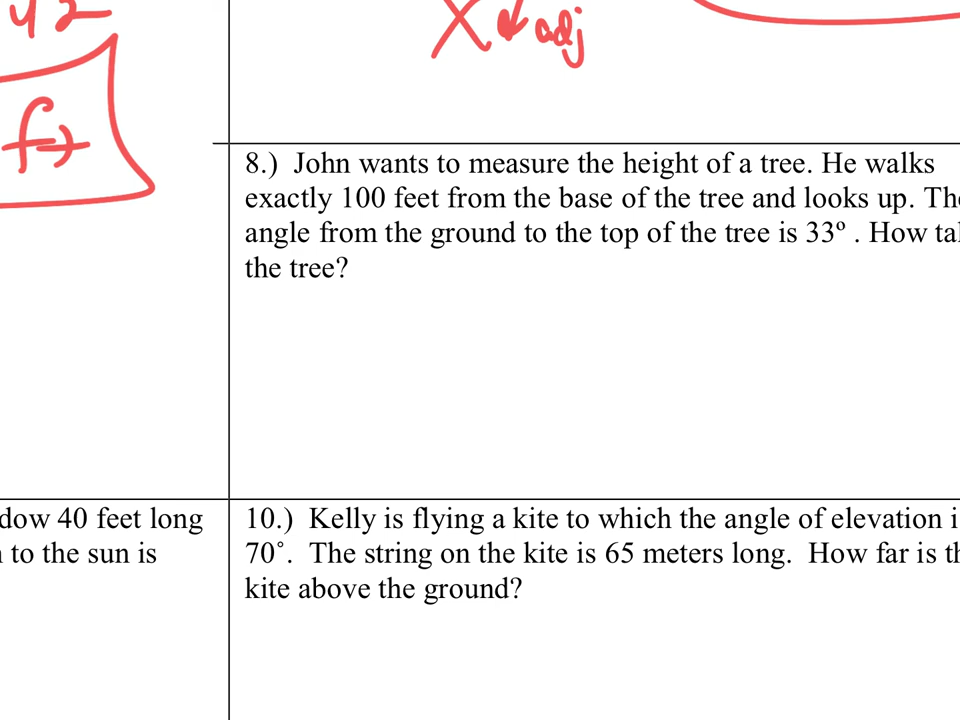 42
X adj
ft
8.) John wants to measure the height of a tree. He walks
exactly 100 feet from the base of the tree and looks up. The
angle from the ground to the top of the tree is 33º . How
the tree?
dow 40 feet long
to the sun is
10.) Kelly is flying a kite to which the angle of elevation
70˚. The string on the kite is 65 meters long. How far is
kite above the ground?